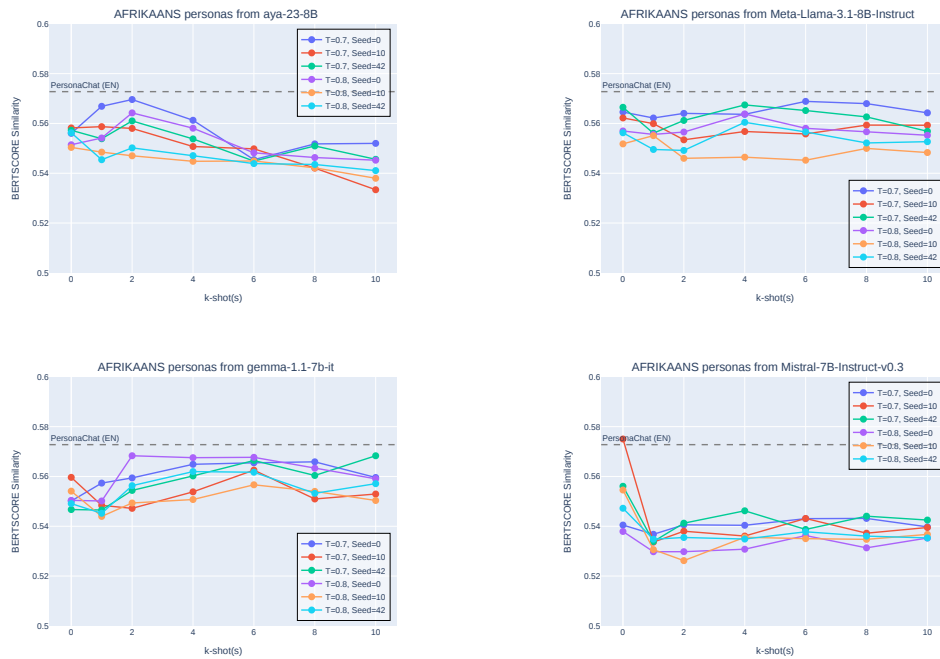 AFRIKAANS personas from aya-23-8B
0.6
0.58
0.56
0.54
0.52
0.5
BERTSCORE Similarity
PersonaChat (EN)
T=0.7, Seed=0
T=0.7, Seed=10
T=0.7, Seed=42
T=0.8, Seed=0
T=0.8, Seed=10
T=0.8, Seed=42
0 2 4 6 8 10
k-shot(s)
AFRIKAANS personas from Meta-Llama-3.1-8B-Instruct
0.6
0.58
0.56
0.54
0.52
0.5
BERTSCORE Similarity
PersonaChat (EN)
T=0.7, Seed=0
T=0.7, Seed=10
T=0.7, Seed=42
T=0.8, Seed=0
T=0.8, Seed=10
T=0.8, Seed=42
0 2 4 6 8 10
k-shot(s)
AFRIKAANS personas from gemma-1.1-7b-it
0.6
0.58
0.56
0.54
0.52
0.5
BERTSCORE Similarity
PersonaChat (EN)
T=0.7, Seed=0
T=0.7, Seed=10
T=0.7, Seed=42
T=0.8, Seed=0
T=0.8, Seed=10
T=0.8, Seed=42
0 2 4 6 8 10
k-shot(s)
AFRIKAANS personas from Mistral-7B-Instruct-v0.3
0.6
0.58
0.56
0.54
0.52
0.5
BERTSCORE Similarity
PersonaChat (EN)
T=0.7, Seed=0
T=0.7, Seed=10
T=0.7, Seed=42
T=0.8, Seed=0
T=0.8, Seed=10
T=0.8, Seed=42
0 2 4 6 8 10
k-shot(s)